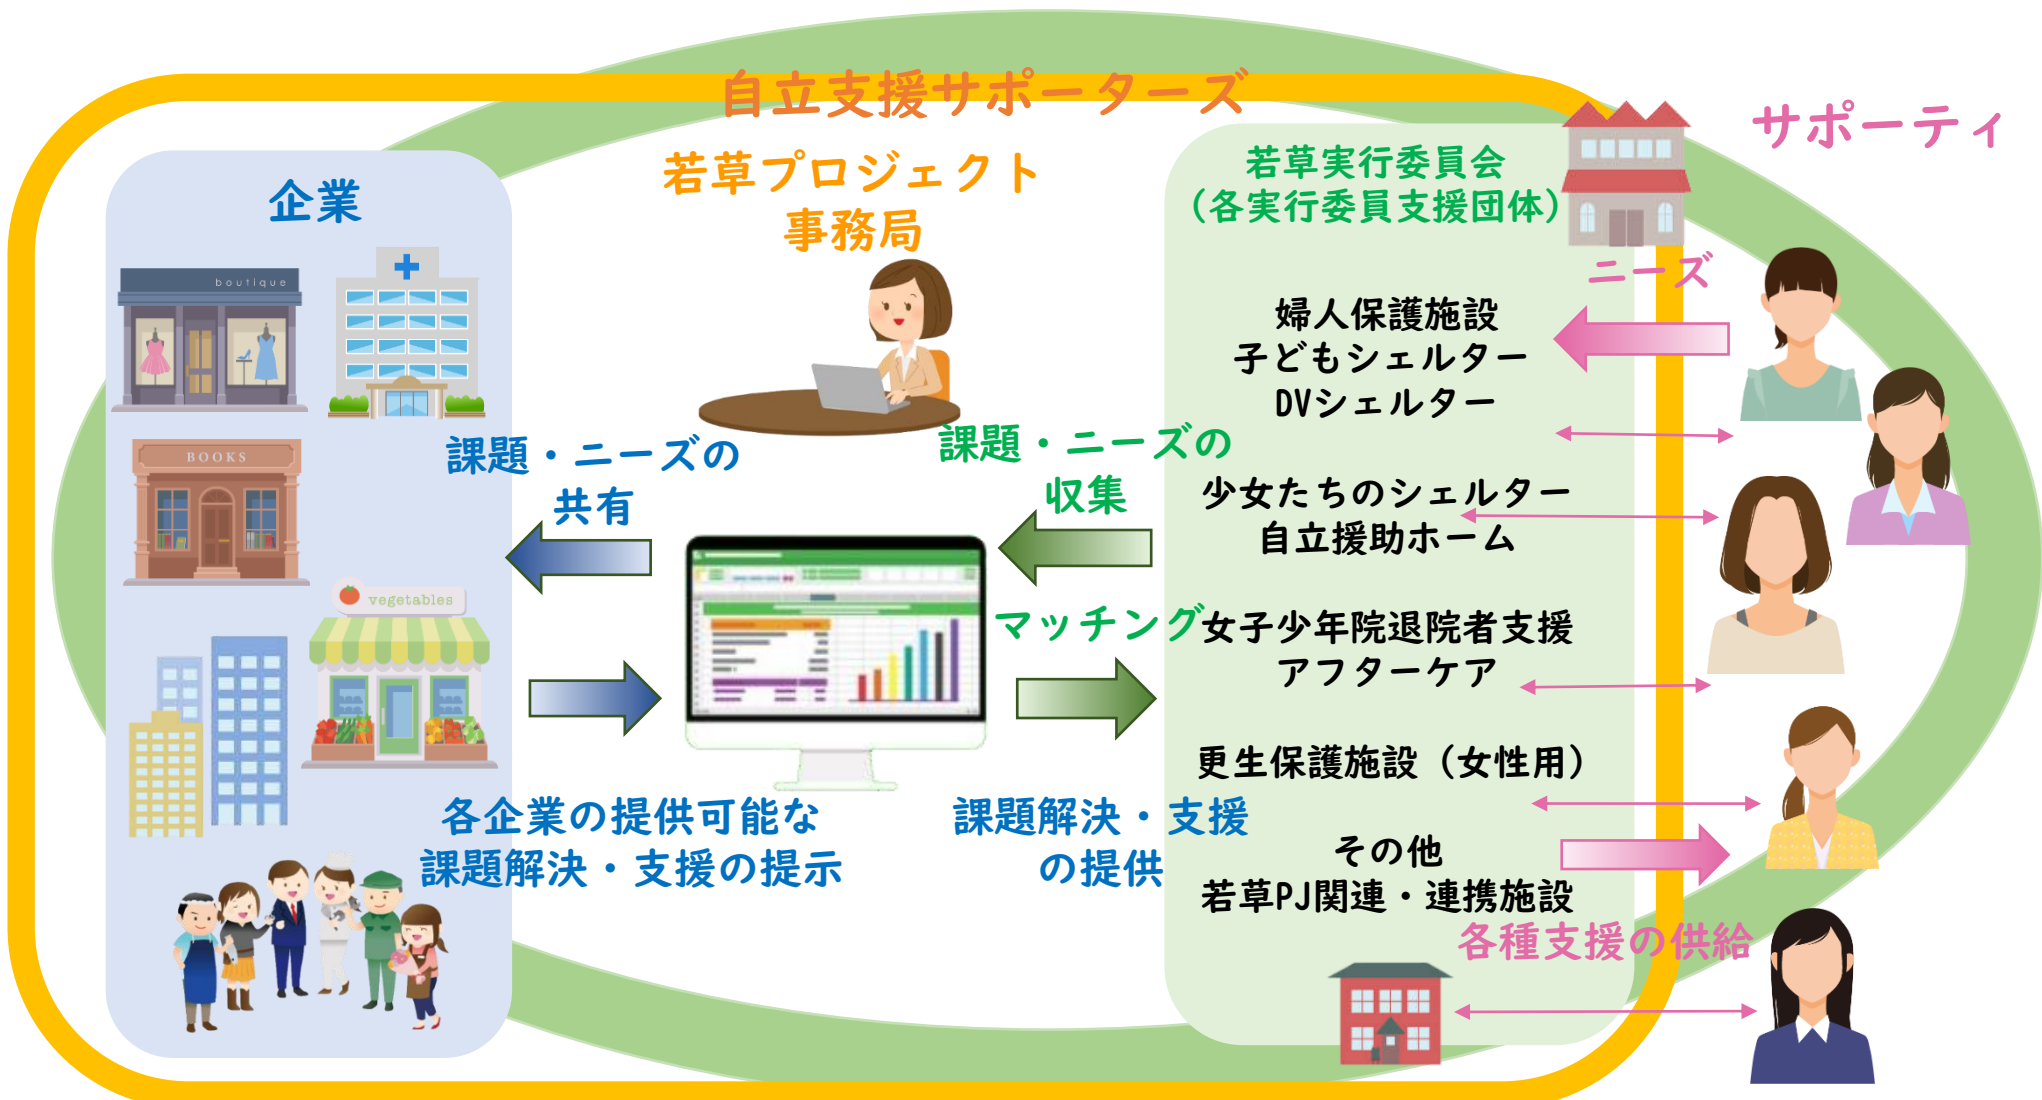 自立支援サポーターズ
サポーティ
企業
若草プロジェクト
事務局
若草実行委員会
（各実行委員支援団体）
ニーズ
boutique
BOOKS
vegetables
婦人保護施設
子どもシェルター
DVシェルター
課題・ニーズの
共有
課題・ニーズの
収集
少女たちのシェルター
自立援助ホーム
マッチング
女子少年院退院者支援
アフターケア
更生保護施設（女性用）
各企業の提供可能な
課題解決・支援の提示
課題解決・支援
の提供
その他
若草PJ関連・連携施設
各種支援の供給